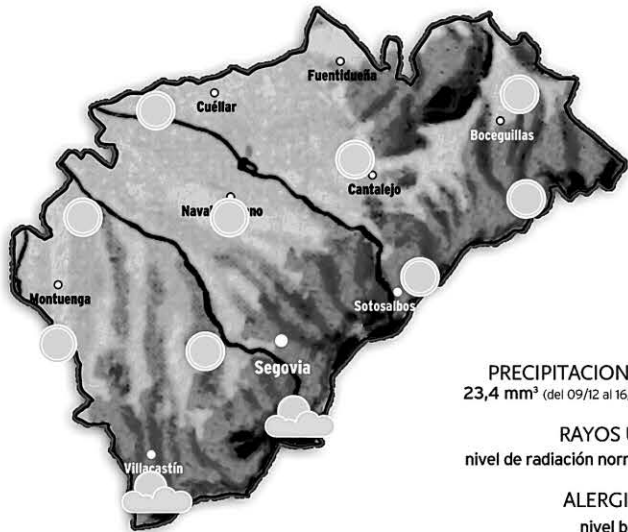 Fuentidueña
Cuéllar
Boceguillas
Cantalejo
Montuenga
Sotosalbos
Segovia
PRECIPITACION
23,4 mm³ (del 09/12 al 16/
RAYOS
nivel de radiación norm
Villacastín
ALERGI
nivel b